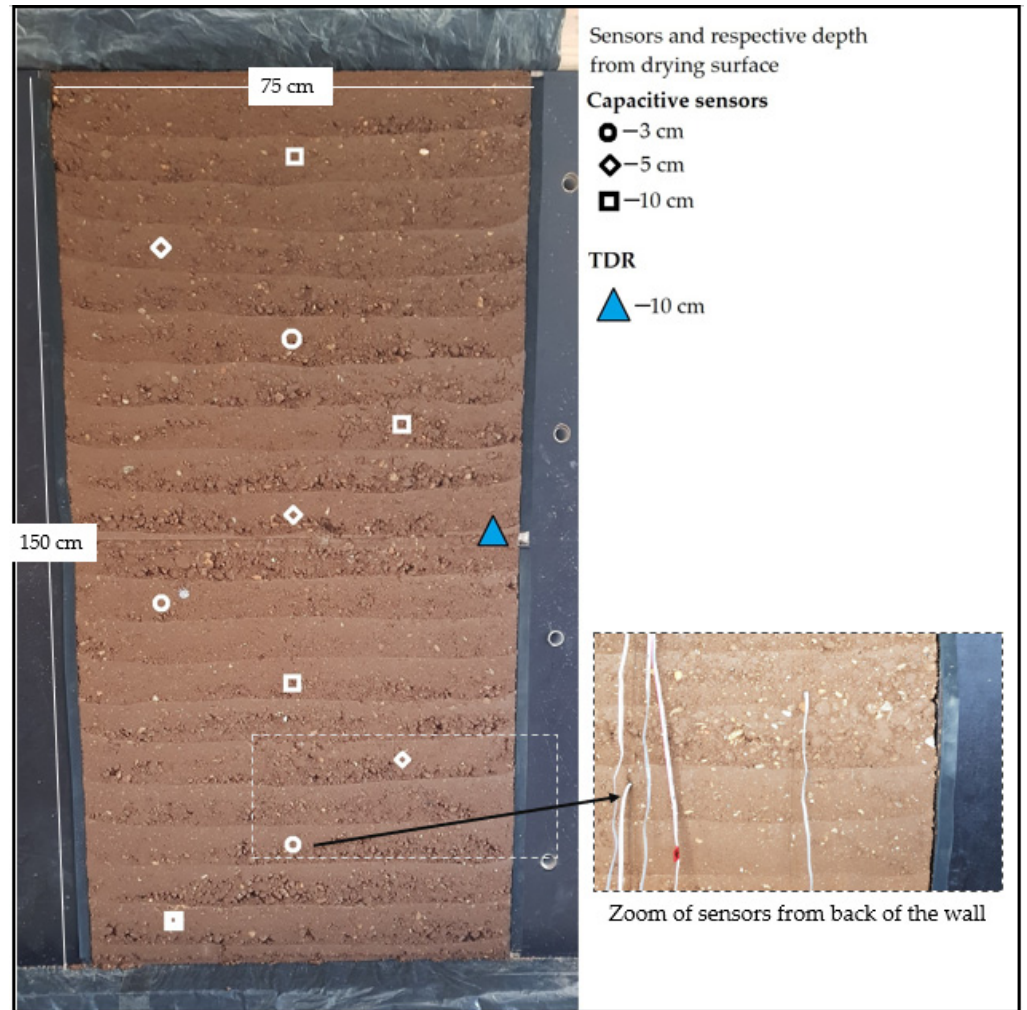 75 cm
150 cm
Sensors and respective depth
from drying surface
Capacitive sensors
−3 cm
−5 cm
−10 cm
TDR
−10 cm
Zoom of sensors from back of the wall